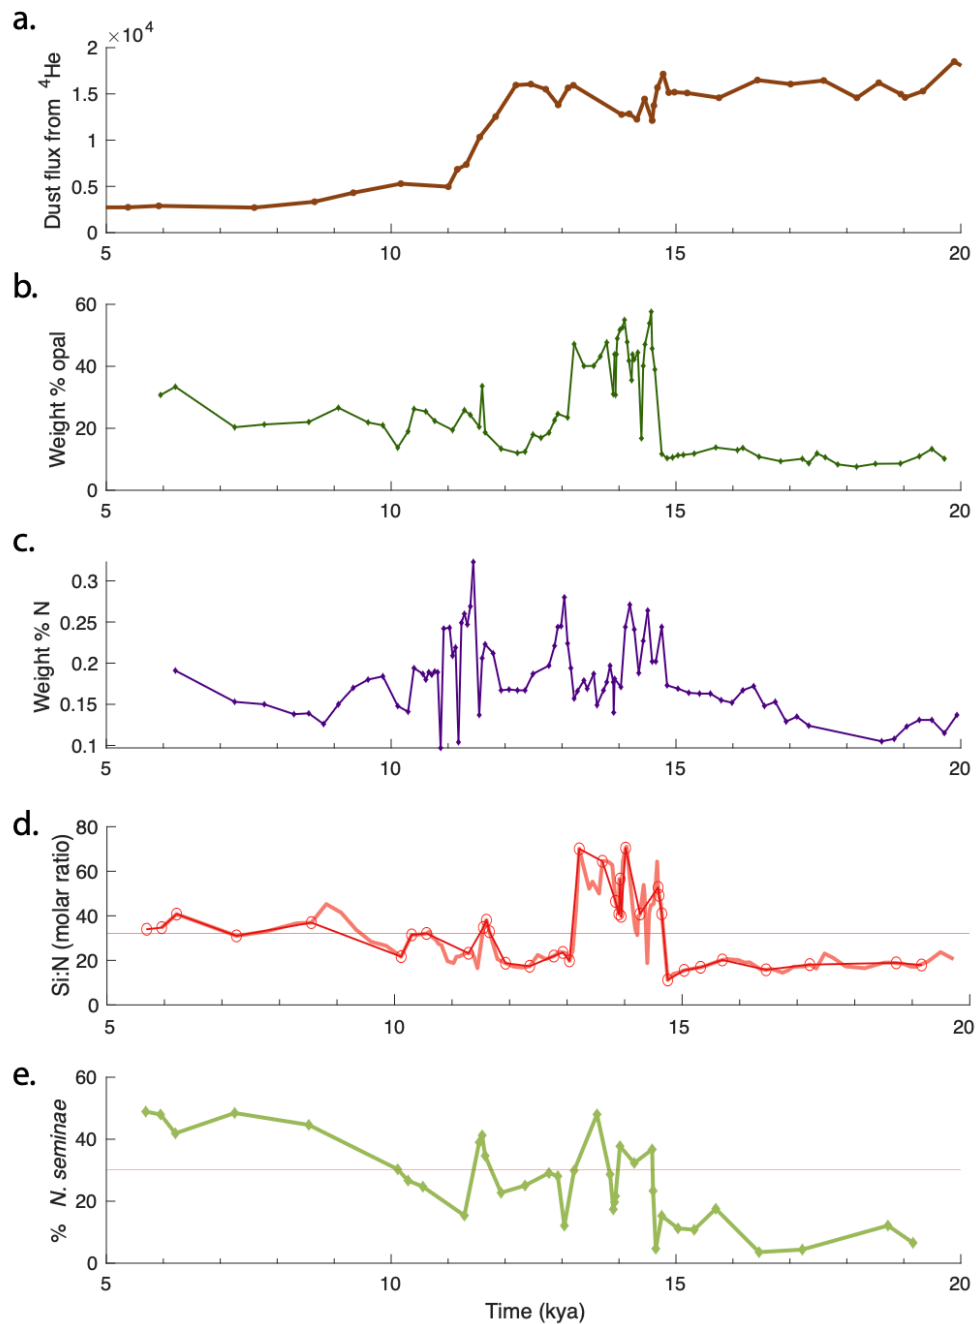 a.
×10⁴
Dust flux from ⁴He
2
1.5
1
0.5
0
5 10 15 20
b.
Weight % opal
60
40
20
0
5 10 15 20
c.
Weight % N
0.3
0.25
0.2
0.15
0.1
5 10 15 20
d.
Si:N (molar ratio)
80
60
40
20
0
5 10 15 20
e.
% N. seminae
60
40
20
0
5 10 15 20
Time (kya)